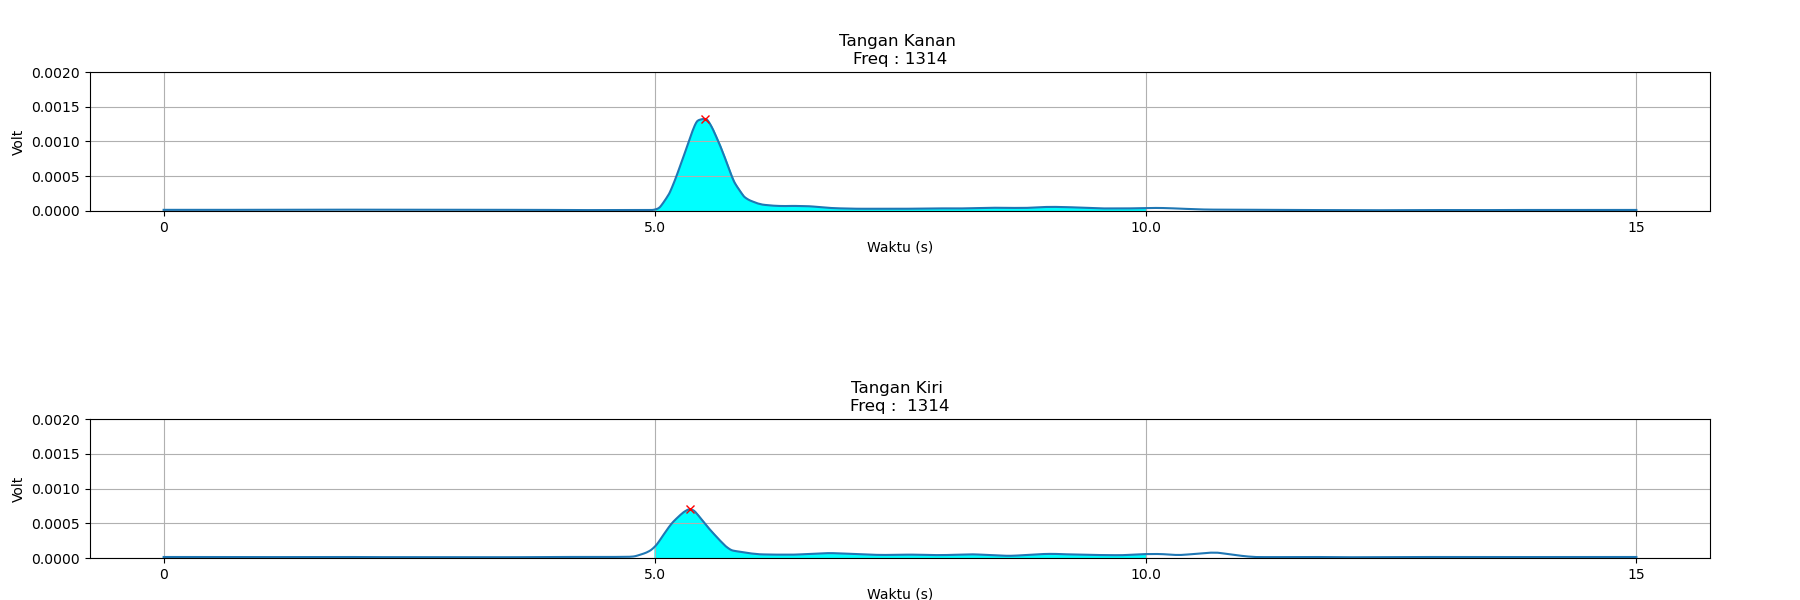 Tangan Kanan
Freq : 1314
0.0020
0.0015
0.0010
0.0005
0.0000
Volt
0 5.0 10.0 15
Waktu (s)
Tangan Kiri
Freq :  1314
0.0020
0.0015
0.0010
0.0005
0.0000
Volt
0 5.0 10.0 15
Waktu (s)